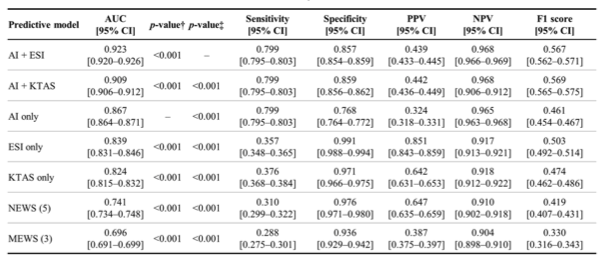 Predictive model AUC [95% CI] p-value† p-value‡ Sensitivity [95% CI] Specificity [95% CI] PPV [95% CI] NPV [95% CI] F1 score [95% CI]
AI + ESI 0.923 <0.001 – 0.799 0.857 0.439 0.968 0.567
[0.920–0.926] [0.795–0.803] [0.854–0.859] [0.433–0.445] [0.966–0.969] [0.562–0.571]
AI + KTAS 0.909 <0.001 <0.001 0.799 0.859 0.442 0.968 0.569
[0.906–0.912] [0.795–0.803] [0.856–0.862] [0.436–0.449] [0.906–0.912] [0.565–0.575]
AI only 0.867 – <0.001 0.799 0.768 0.324 0.965 0.461
[0.864–0.871] [0.795–0.803] [0.764–0.772] [0.318–0.331] [0.963–0.968] [0.454–0.467]
ESI only 0.839 <0.001 <0.001 0.357 0.991 0.851 0.917 0.503
[0.831–0.846] [0.348–0.365] [0.988–0.994] [0.843–0.859] [0.913–0.921] [0.492–0.514]
KTAS only 0.824 <0.001 <0.001 0.376 0.971 0.642 0.918 0.474
[0.815–0.832] [0.368–0.384] [0.966–0.975] [0.631–0.653] [0.912–0.922] [0.462–0.486]
NEWS (5) 0.741 <0.001 <0.001 0.310 0.976 0.647 0.910 0.419
[0.734–0.748] [0.299–0.322] [0.971–0.980] [0.635–0.659] [0.902–0.918] [0.407–0.431]
MEWS (3) 0.696 <0.001 <0.001 0.288 0.936 0.387 0.904 0.330
[0.691–0.699] [0.275–0.301] [0.929–0.942] [0.375–0.397] [0.898–0.910] [0.316–0.343]